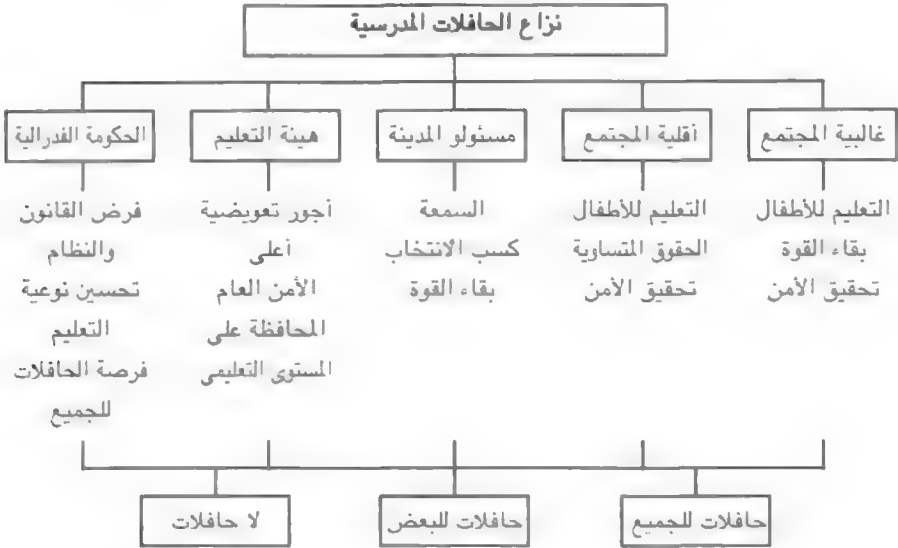 نزاع الحافلات المدرسية
غالبية المجتمع
أقلية المجتمع
مسئولو المدينة
هيئة التعليم
الحكومة الفدرالية
التعليم للأطفال
بقاء القوة
تحقيق الأمن
التعليم للأطفال
الحقوق المتساوية
تحقيق الأمن
السمعة
كسب الانتخاب
بقاء القوة
أجور تعويضية
أعلى
الأمن العام
المحافظة على
المستوى التعليمى
فرض القانون
والنظام
تحسين نوعية
التعليم
فرصة الحافلات
للجميع
حافلات للجميع
حافلات للبعض
لا حافلات